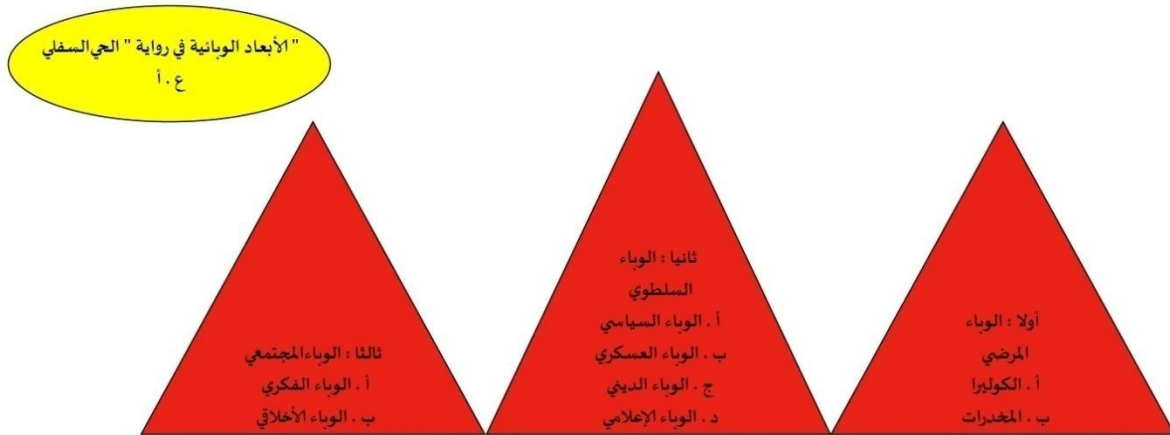 " الأبعاد الوبائية في رواية " الحي السفلي
ع . أ
أولا : الوباء
المرضي
أ . الكوليرا
ب . المخدرات
ثانيا : الوباء
السلطوي
أ . الوباء السياسي
ب . الوباء العسكري
ج . الوباء الديني
د . الوباء الإعلامي
ثالثا : الوباء المجتمعي
أ . الوباء الفكري
ب . الوباء الأخلاقي